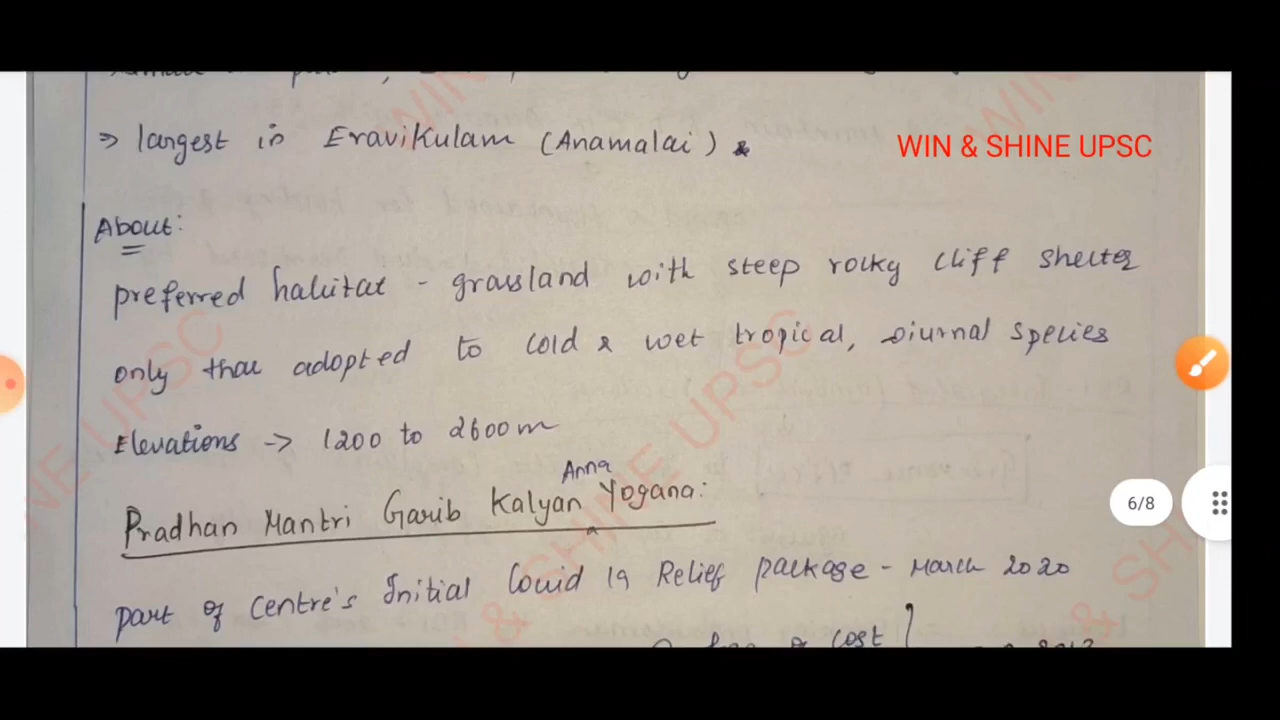 ⇒ largest in Eravikulam (Anamalai) &
WIN & SHINE UPSC
About:
preferred habitat - grassland with steep rocky cliff shelter
only thar adopted to cold & wet tropical, diurnal species
Elevations → 1200 to 2600m
Anna
Pradhan Mantri Garib Kalyan ^ Yogana:
6/8
part of Centre's Initial Covid 19 Relief package - March 2020
cost